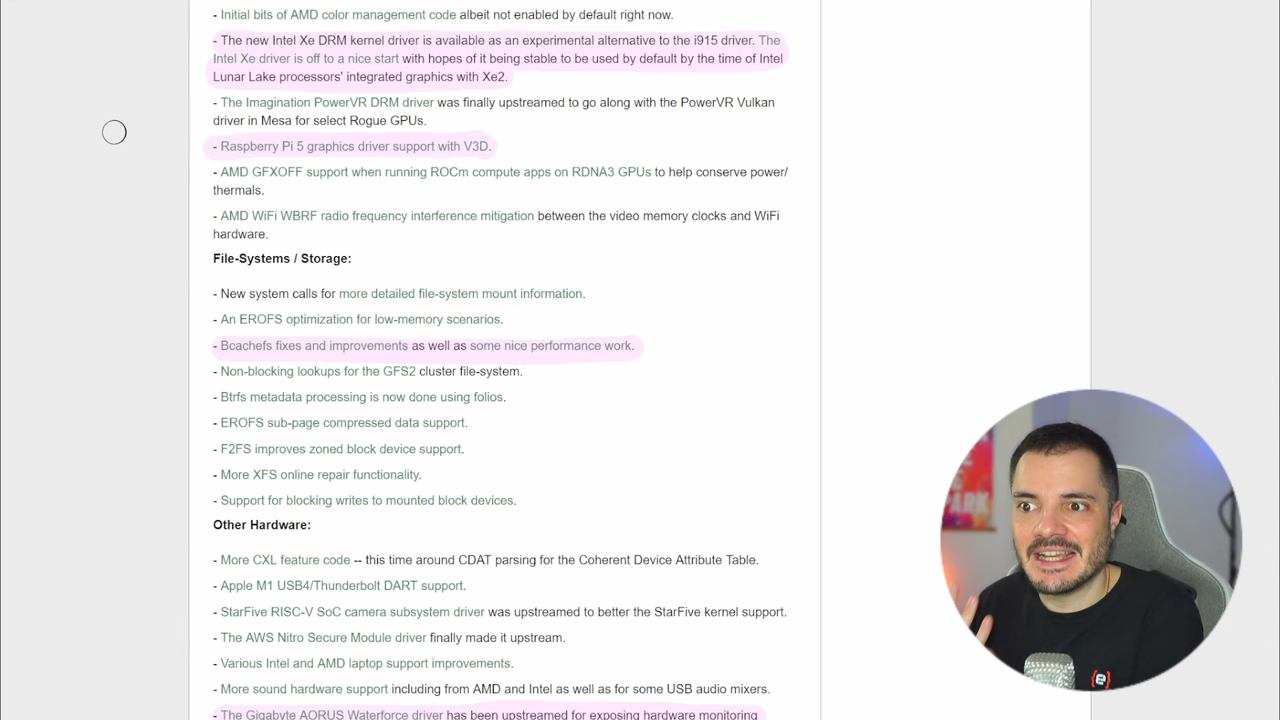 - Initial bits of AMD color management code albeit not enabled by default right now.
- The new Intel Xe DRM kernel driver is available as an experimental alternative to the i915 driver. The
Intel Xe driver is off to a nice start with hopes of it being stable to be used by default by the time of Intel
Lunar Lake processors' integrated graphics with Xe2.
- The Imagination PowerVR DRM driver was finally upstreamed to go along with the PowerVR Vulkan
driver in Mesa for select Rogue GPUs.
- Raspberry Pi 5 graphics driver support with V3D.
- AMD GFXOFF support when running ROCm compute apps on RDNA3 GPUs to help conserve power/
thermals.
- AMD WiFi WBRF radio frequency interference mitigation between the video memory clocks and WiFi
hardware.
File-Systems / Storage:
- New system calls for more detailed file-system mount information.
- An EROFS optimization for low-memory scenarios.
- Bcachefs fixes and improvements as well as some nice performance work.
- Non-blocking lookups for the GFS2 cluster file-system.
- Btrfs metadata processing is now done using folios.
- EROFS sub-page compressed data support.
- F2FS improves zoned block device support.
- More XFS online repair functionality.
- Support for blocking writes to mounted block devices.
Other Hardware:
- More CXL feature code -- this time around CDAT parsing for the Coherent Device Attribute Table.
- Apple M1 USB4/Thunderbolt DART support.
- StarFive RISC-V SoC camera subsystem driver was upstreamed to better the StarFive kernel support.
- The AWS Nitro Secure Module driver finally made it upstream.
- Various Intel and AMD laptop support improvements.
- More sound hardware support including from AMD and Intel as well as for some USB audio mixers.
- The Gigabyte AORUS Waterforce driver has been upstreamed for exposing hardware monitoring